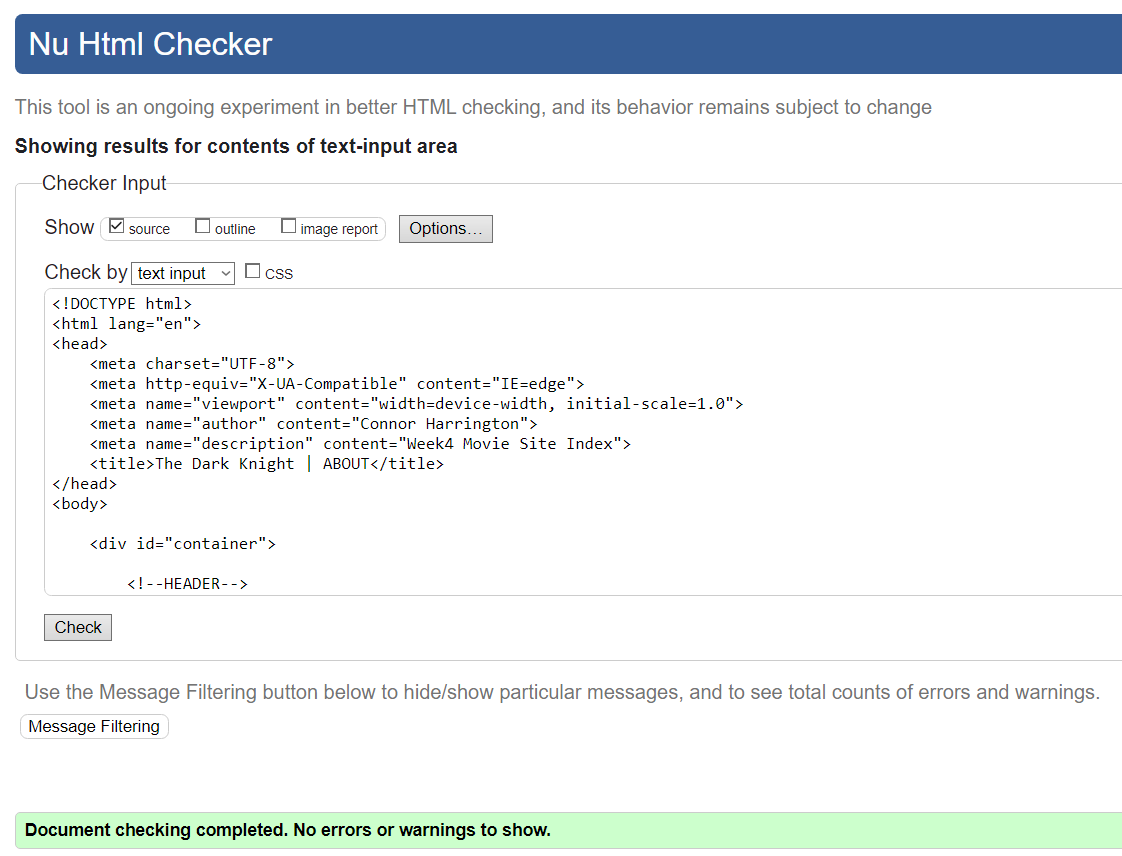 Nu Html Checker
This tool is an ongoing experiment in better HTML checking, and its behavior remains subject to change
Showing results for contents of text-input area
Checker Input
Show source outline image report Options...
Check by text input CSS
<!DOCTYPE html>
<html lang="en">
<head>
    <meta charset="UTF-8">
    <meta http-equiv="X-UA-Compatible" content="IE=edge">
    <meta name="viewport" content="width=device-width, initial-scale=1.0">
    <meta name="author" content="Connor Harrington">
    <meta name="description" content="Week4 Movie Site Index">
    <title>The Dark Knight | ABOUT</title>
</head>
<body>
    <div id="container">
        <!--HEADER-->
Check
Use the Message Filtering button below to hide/show particular messages, and to see total counts of errors and warnings.
Message Filtering
Document checking completed. No errors or warnings to show.